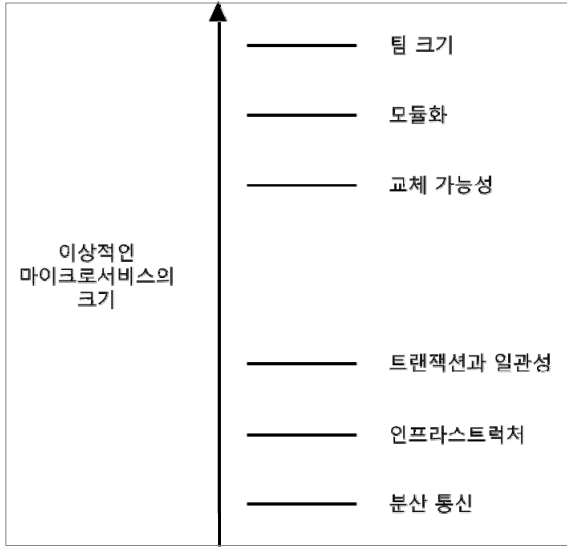 팀 크기
모듈화
교체 가능성
이상적인
마이크로서비스의
크기
트랜잭션과 일관성
인프라스트럭처
분산 통신